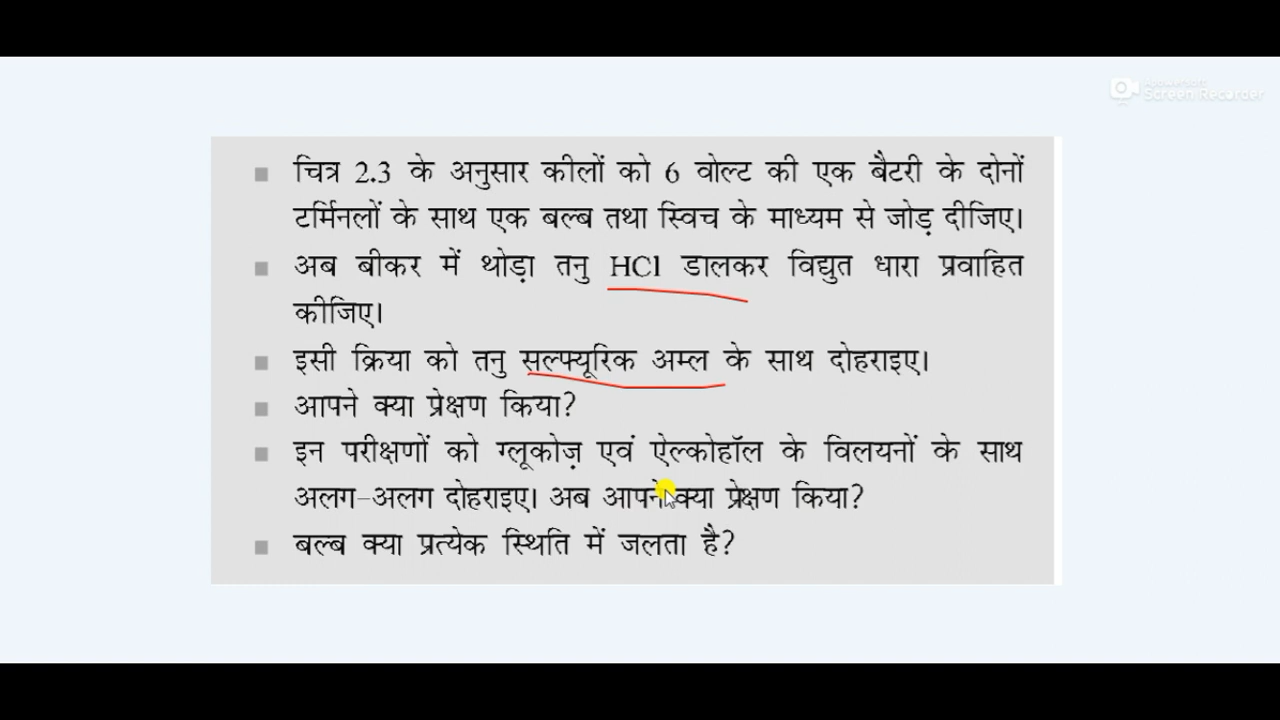 Screen Recorder
चित्र 2.3 के अनुसार कीलों को 6 वोल्ट की एक बैटरी के दोनों
टर्मिनलों के साथ एक बल्ब तथा स्विच के माध्यम से जोड़ दीजिए।
अब बीकर में थोड़ा तनु HCl डालकर विद्युत धारा प्रवाहित
कीजिए।
इसी क्रिया को तनु सल्फ्यूरिक अम्ल के साथ दोहराइए।
आपने क्या प्रेक्षण किया?
इन परीक्षणों को ग्लूकोज़ एवं ऐल्कोहॉल के विलयनों के साथ
अलग-अलग दोहराइए। अब आपने क्या प्रेक्षण किया?
बल्ब क्या प्रत्येक स्थिति में जलता है?